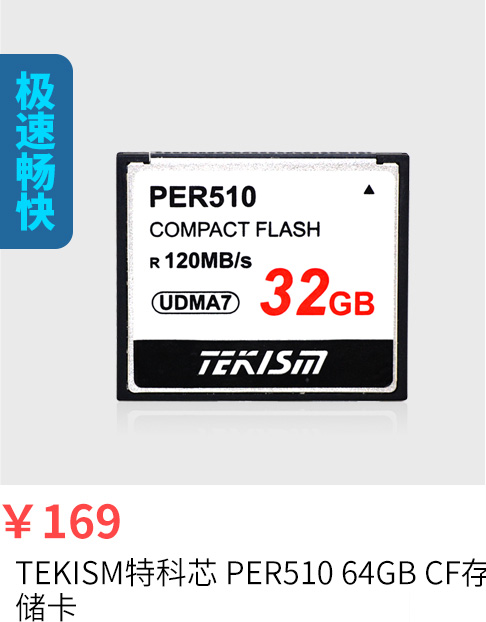 极速畅快
PER510
COMPACT FLASH
R 120MB/s
UDMA7 32GB
TEKISM
￥169
TEKISM特科芯 PER510 64GB CF存
储卡